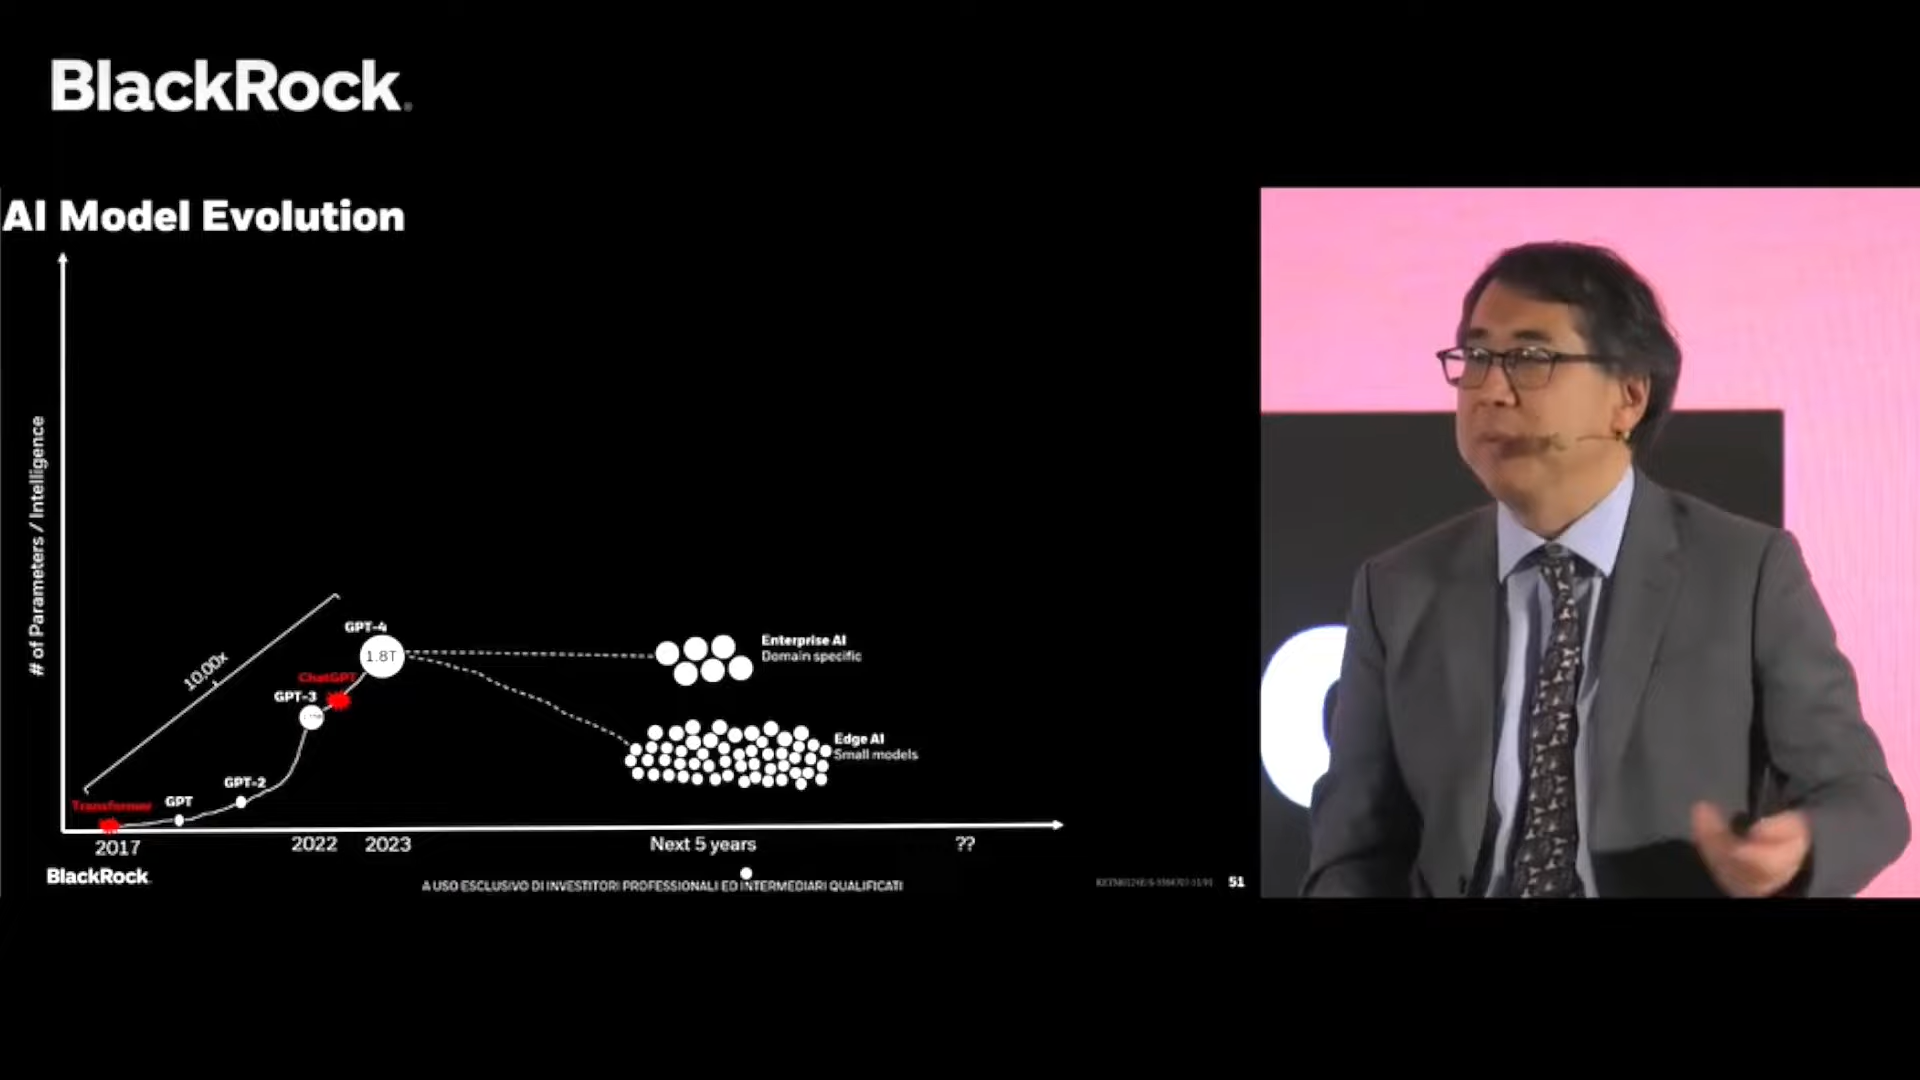 BlackRock
AI Model Evolution
# of Parameters / Intelligence
10,00x
GPT-4
1.8T
ChatGPT
GPT-3
GPT-2
GPT
Transformer
Enterprise AI
Domain specific
Edge AI
Small models
2017
2022
2023
Next 5 years
??
BlackRock
A USO ESCLUSIVO DI INVESTITORI PROFESSIONALI ED INTERMEDIARI QUALIFICATI
51